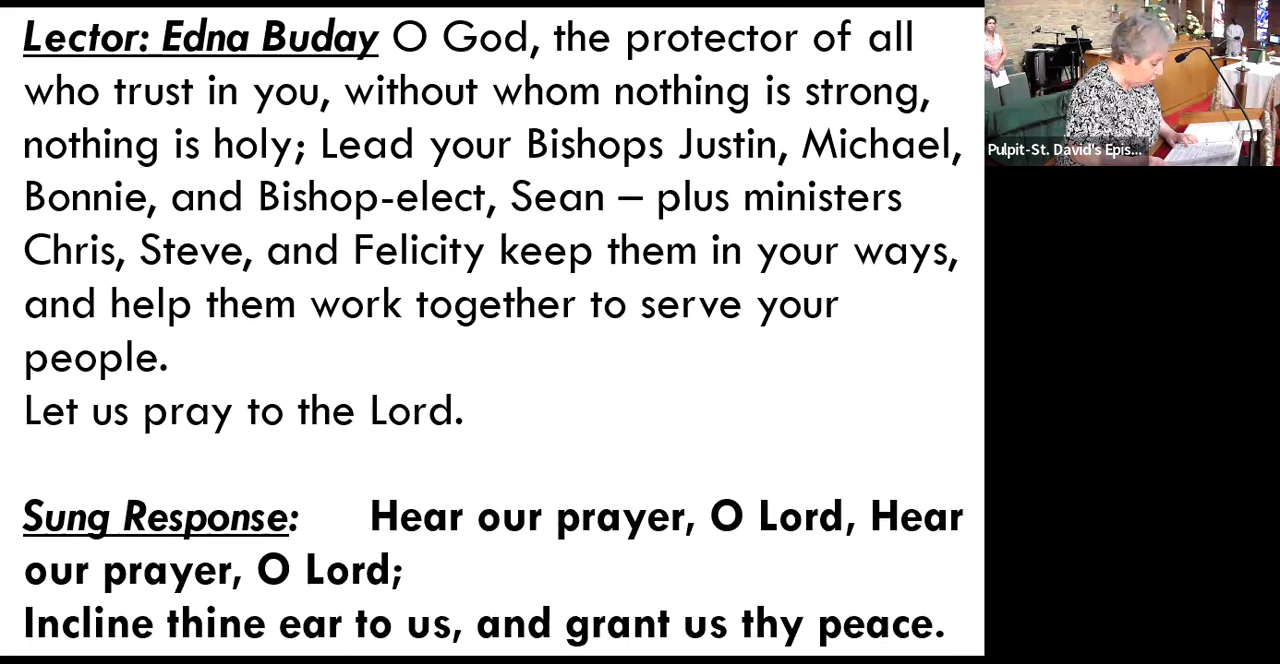 Lector: Edna Buday O God, the protector of all
who trust in you, without whom nothing is strong,
nothing is holy; Lead your Bishops Justin, Michael,
Bonnie, and Bishop-elect, Sean – plus ministers
Chris, Steve, and Felicity keep them in your ways,
and help them work together to serve your
people.
Let us pray to the Lord.
Sung Response: Hear our prayer, O Lord, Hear
our prayer, O Lord;
Incline thine ear to us, and grant us thy peace.
Pulpit-St. David's Epis...